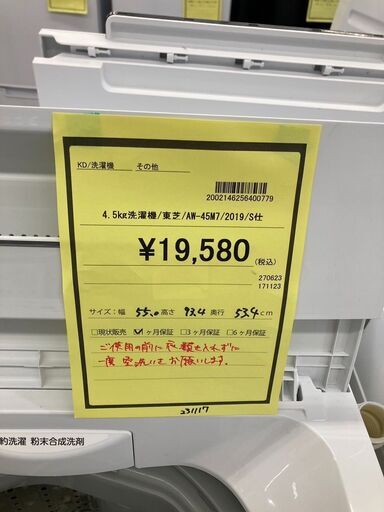 KD/洗濯機 その他
2002146256400779
4.5kg洗濯機/東芝/AW-45M7/2019/S仕
¥19,580(税込)
270623
171123
サイズ:幅 55.0 高さ 93.4 奥行 53.4 cm
□現状販売 ☑1ヶ月保証 □3ヶ月保証 □6ヶ月保証
ご使用の前に衣類を入れずに
一度空洗いをお願いします。
231117
約洗濯 粉末合成洗剤